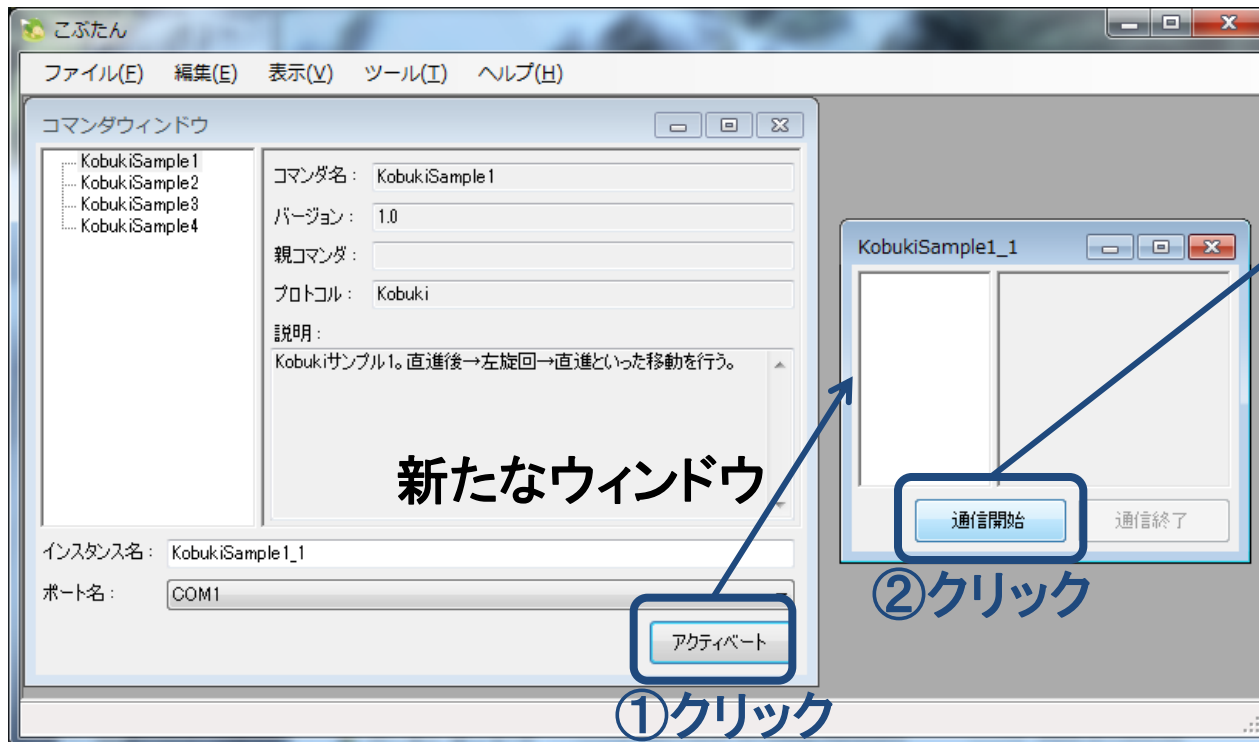 こぶたん
ファイル(F) 編集(E) 表示(V) ツール(T) ヘルプ(H)
コマンダウィンドウ
KobukiSample1
KobukiSample2
KobukiSample3
KobukiSample4
コマンダ名： KobukiSample1
バージョン： 1.0
親コマンダ：
プロトコル： Kobuki
説明：
Kobukiサンプル1。直進後→左旋回→直進といった移動を行う。
新たなウィンドウ
インスタンス名： KobukiSample1_1
ポート名： COM1
アクティベート
①クリック
KobukiSample1_1
通信開始 通信終了
②クリック